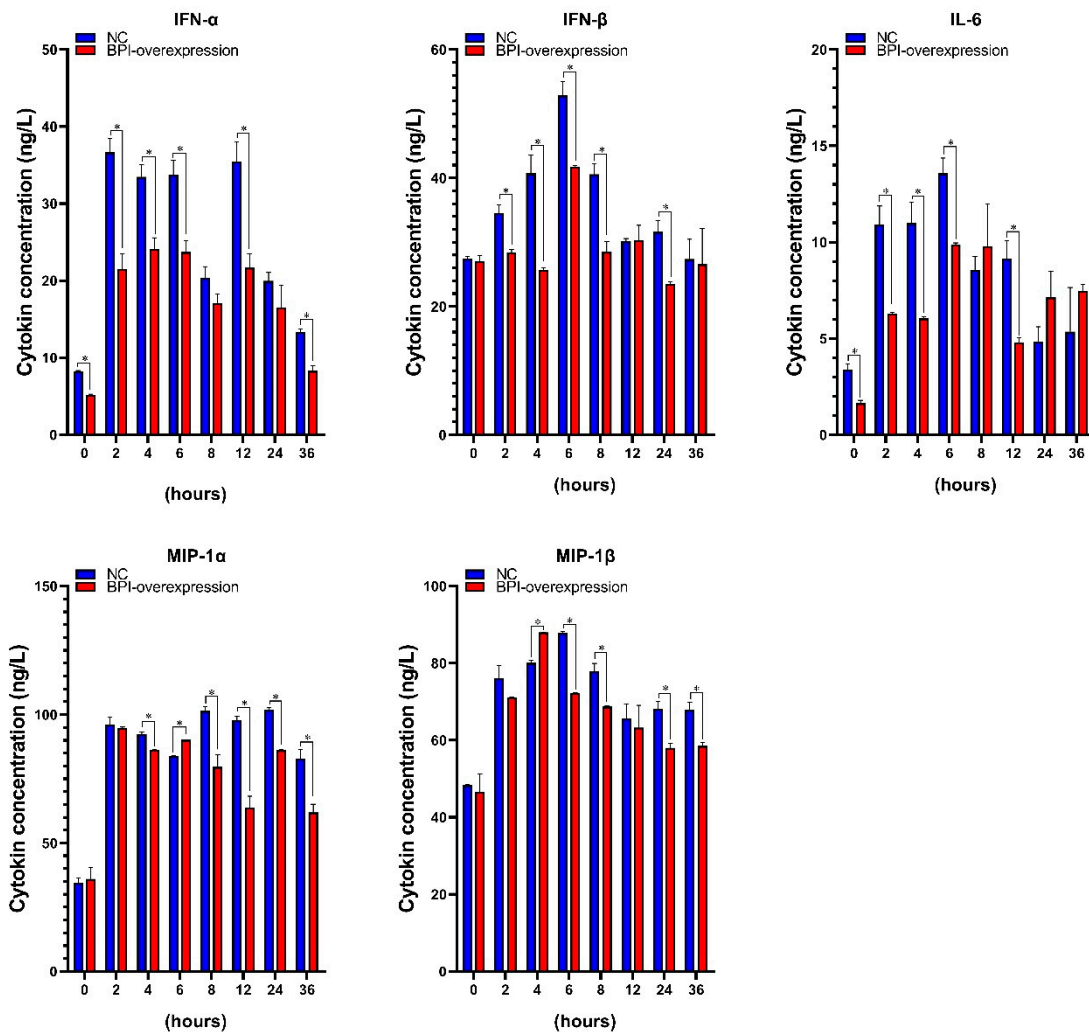 IFN-α
NC
BPI-overexpression
Cytokin concentration (ng/L)
50
40
30
20
10
0
* * * * * *
0 2 4 6 8 12 24 36
(hours)
IFN-β
NC
BPI-overexpression
Cytokin concentration (ng/L)
60
40
20
0
* * * * *
0 2 4 6 8 12 24 36
(hours)
IL-6
NC
BPI-overexpression
Cytokin concentration (ng/L)
20
15
10
5
0
* * * * *
0 2 4 6 8 12 24 36
(hours)
MIP-1α
NC
BPI-overexpression
Cytokin concentration (ng/L)
150
100
50
0
* * * * * *
0 2 4 6 8 12 24 36
(hours)
MIP-1β
NC
BPI-overexpression
Cytokin concentration (ng/L)
100
80
60
40
20
0
* * * * *
0 2 4 6 8 12 24 36
(hours)